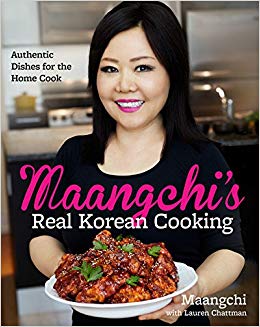 Authentic
Dishes for the
Home Cook
Maangchi's
Real Korean Cooking
Maangchi
with Lauren Chattman